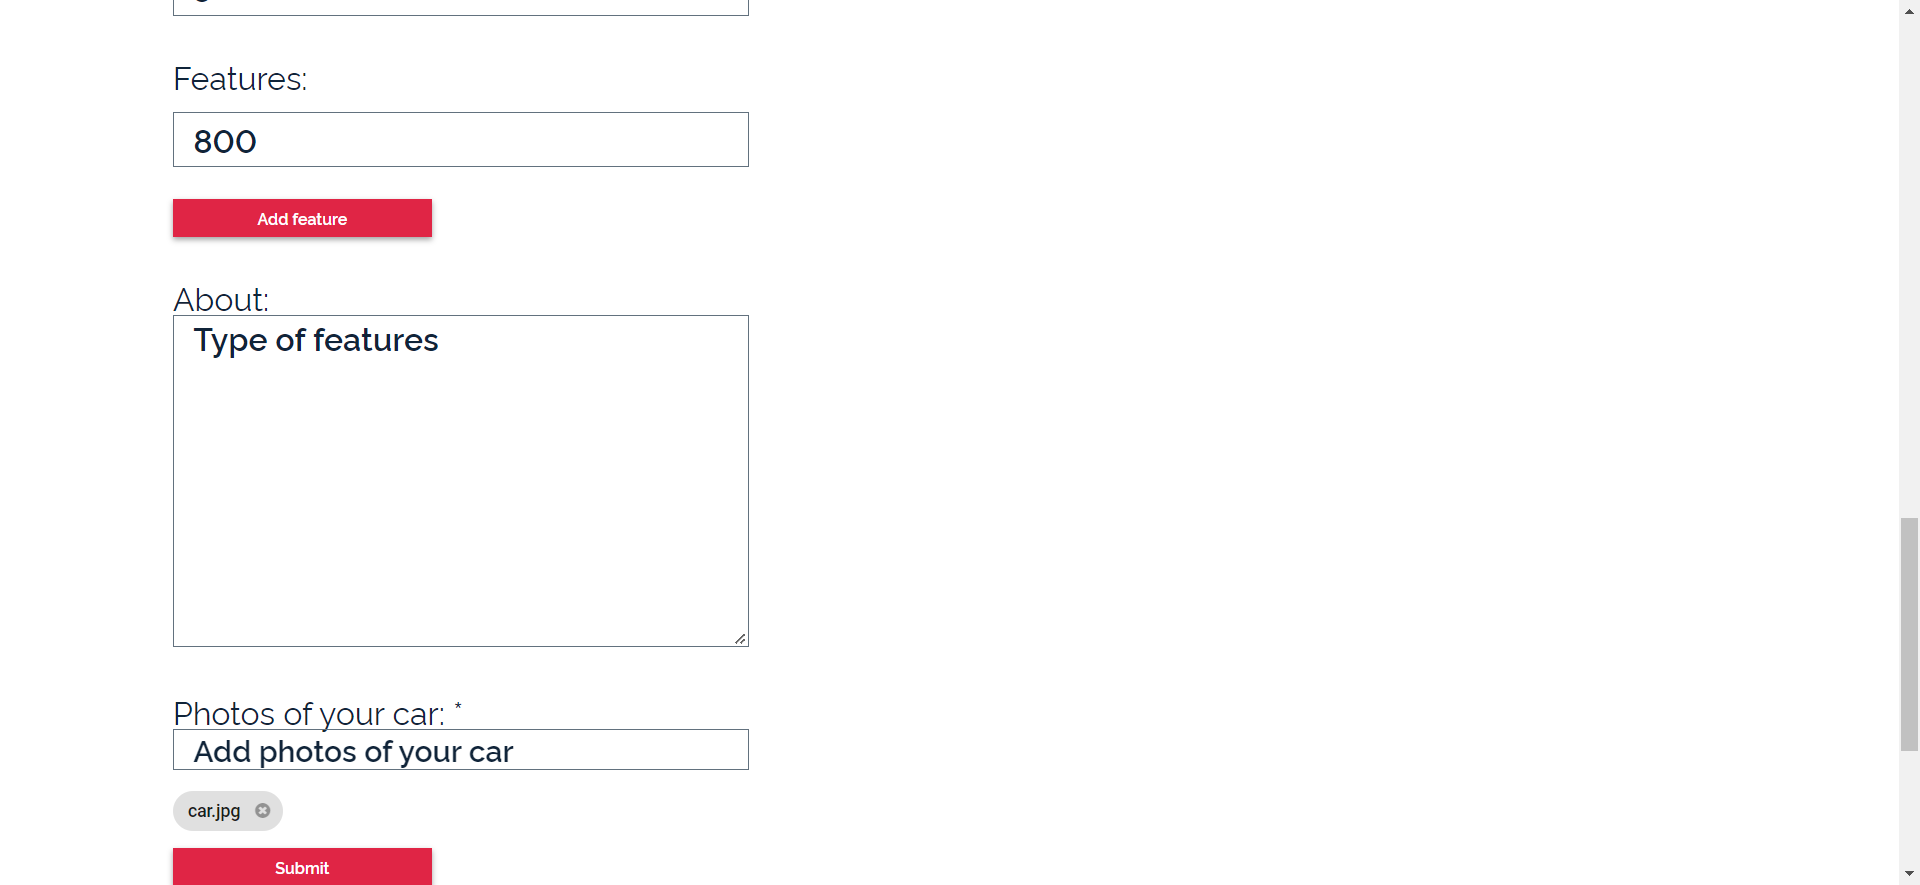 Features:
800
Add feature
About:
Type of features
Photos of your car: *
Add photos of your car
car.jpg
Submit